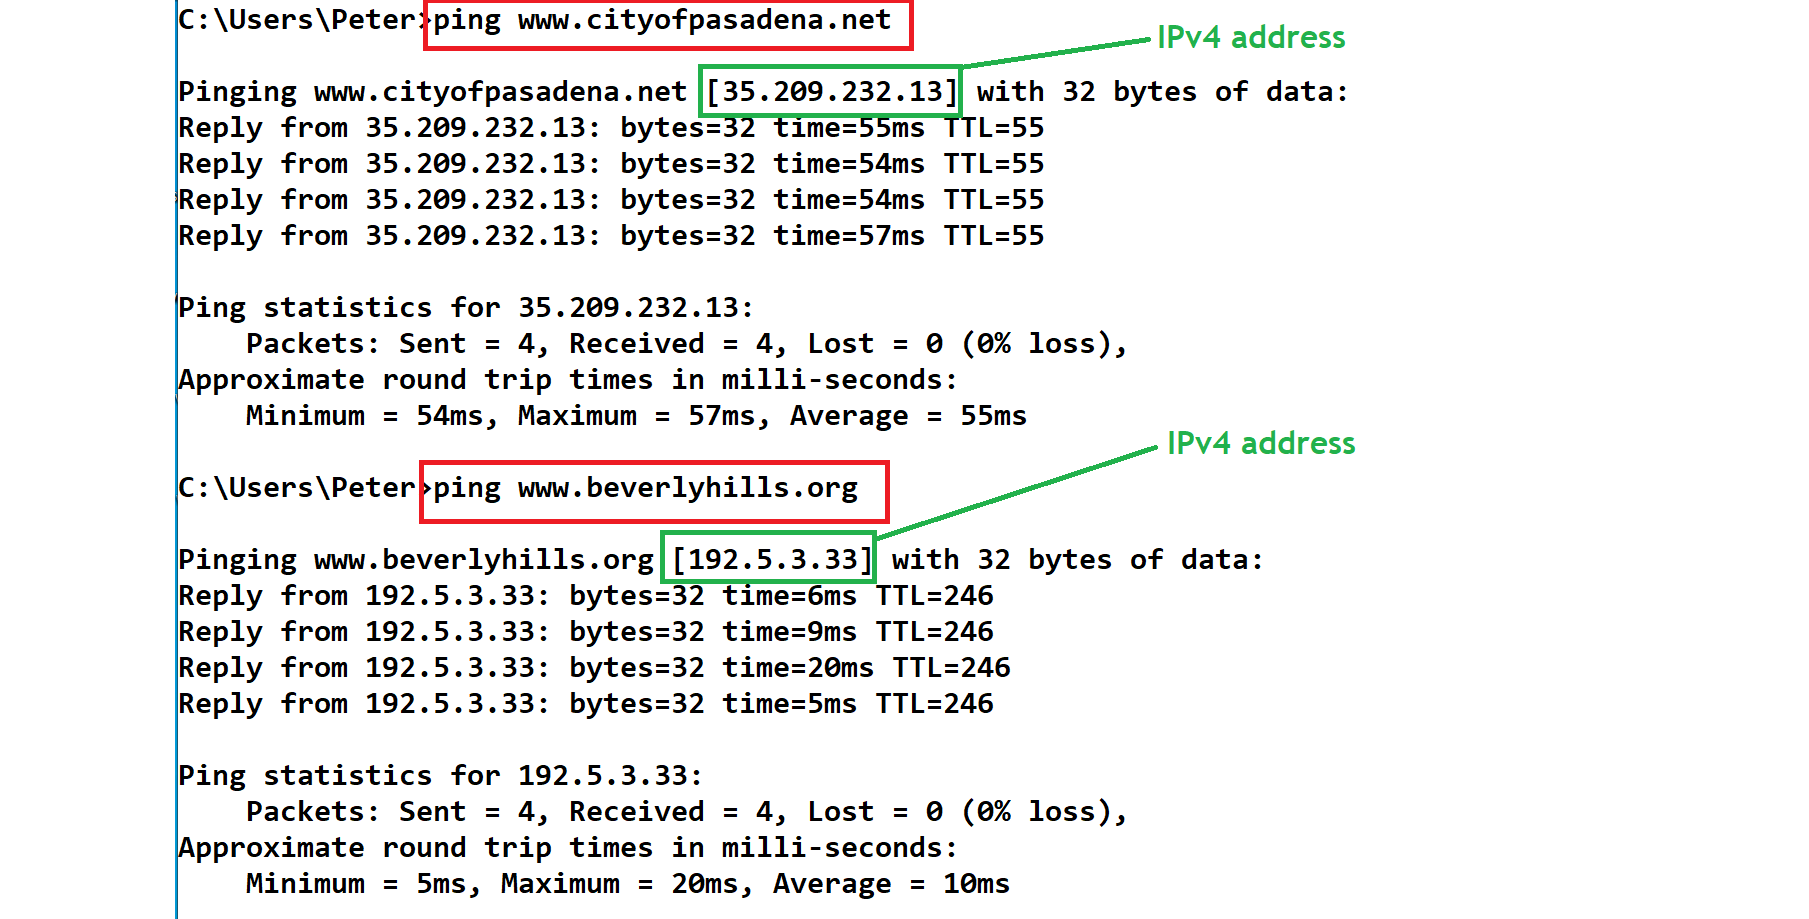 C:\Users\Peter>ping www.cityofpasadena.net
IPv4 address
Pinging www.cityofpasadena.net [35.209.232.13] with 32 bytes of data:
Reply from 35.209.232.13: bytes=32 time=55ms TTL=55
Reply from 35.209.232.13: bytes=32 time=54ms TTL=55
Reply from 35.209.232.13: bytes=32 time=54ms TTL=55
Reply from 35.209.232.13: bytes=32 time=57ms TTL=55
Ping statistics for 35.209.232.13:
Packets: Sent = 4, Received = 4, Lost = 0 (0% loss),
Approximate round trip times in milli-seconds:
Minimum = 54ms, Maximum = 57ms, Average = 55ms
IPv4 address
C:\Users\Peter>ping www.beverlyhills.org
Pinging www.beverlyhills.org [192.5.3.33] with 32 bytes of data:
Reply from 192.5.3.33: bytes=32 time=6ms TTL=246
Reply from 192.5.3.33: bytes=32 time=9ms TTL=246
Reply from 192.5.3.33: bytes=32 time=20ms TTL=246
Reply from 192.5.3.33: bytes=32 time=5ms TTL=246
Ping statistics for 192.5.3.33:
Packets: Sent = 4, Received = 4, Lost = 0 (0% loss),
Approximate round trip times in milli-seconds:
Minimum = 5ms, Maximum = 20ms, Average = 10ms